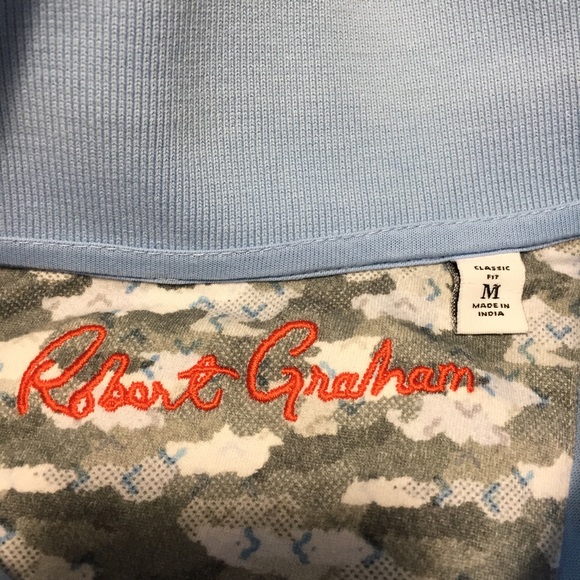 CLASSIC
FIT
M
MADE IN
INDIA
Robert Graham